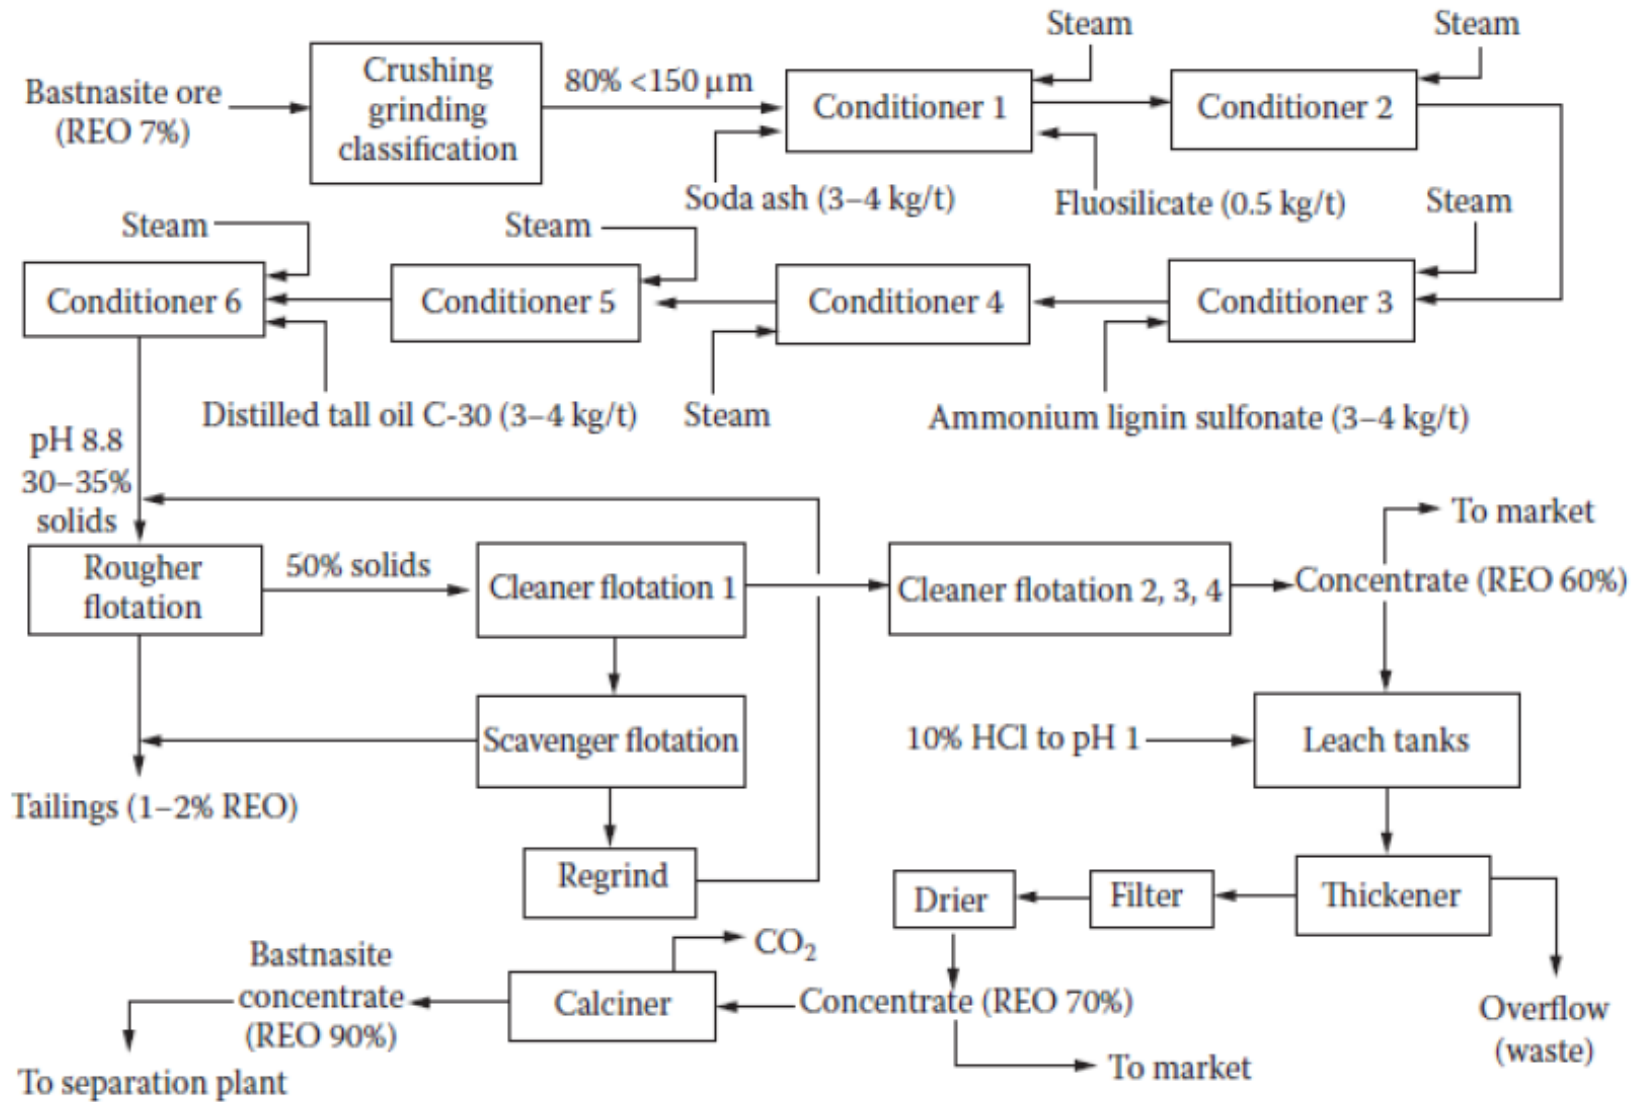 Steam
Steam
Bastnasite ore
(REO 7%)
Crushing
grinding
classification
80% <150 μm
Conditioner 1
Conditioner 2
Soda ash (3–4 kg/t)
Fluosilicate (0.5 kg/t)
Steam
Steam
Steam
Conditioner 6
Conditioner 5
Conditioner 4
Conditioner 3
Distilled tall oil C-30 (3–4 kg/t)
Steam
Ammonium lignin sulfonate (3–4 kg/t)
pH 8.8
30–35%
solids
To market
Rougher
flotation
50% solids
Cleaner flotation 1
Cleaner flotation 2, 3, 4
Concentrate (REO 60%)
Scavenger flotation
10% HCl to pH 1
Leach tanks
Tailings (1–2% REO)
Regrind
Drier
Filter
Thickener
CO₂
Bastnasite
concentrate
(REO 90%)
Calciner
Concentrate (REO 70%)
Overflow
(waste)
To separation plant
To market